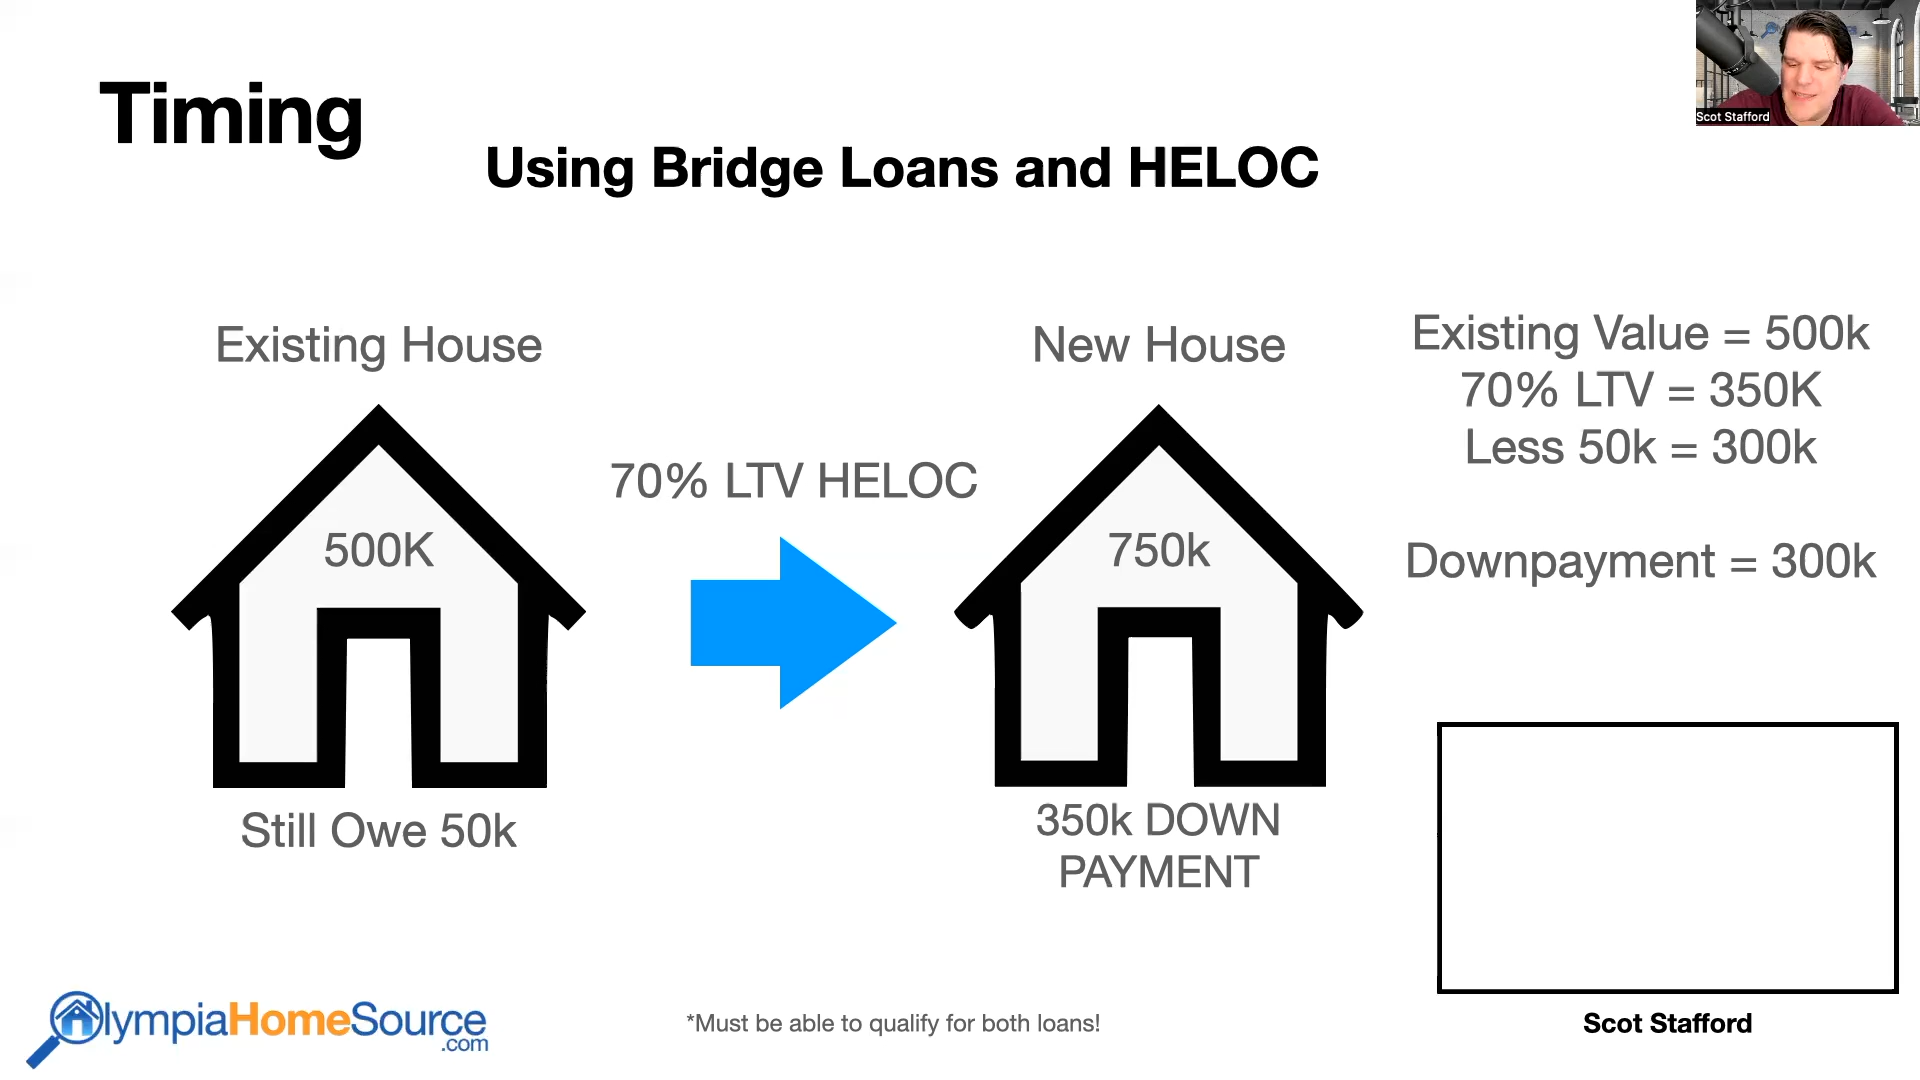 Timing
Using Bridge Loans and HELOC
Scot Stafford
Existing House
500K
Still Owe 50k
70% LTV HELOC
New House
750k
350k DOWN
PAYMENT
Existing Value = 500k
70% LTV = 350K
Less 50k = 300k
Downpayment = 300k
OlympiaHomeSource
.com
*Must be able to qualify for both loans!
Scot Stafford